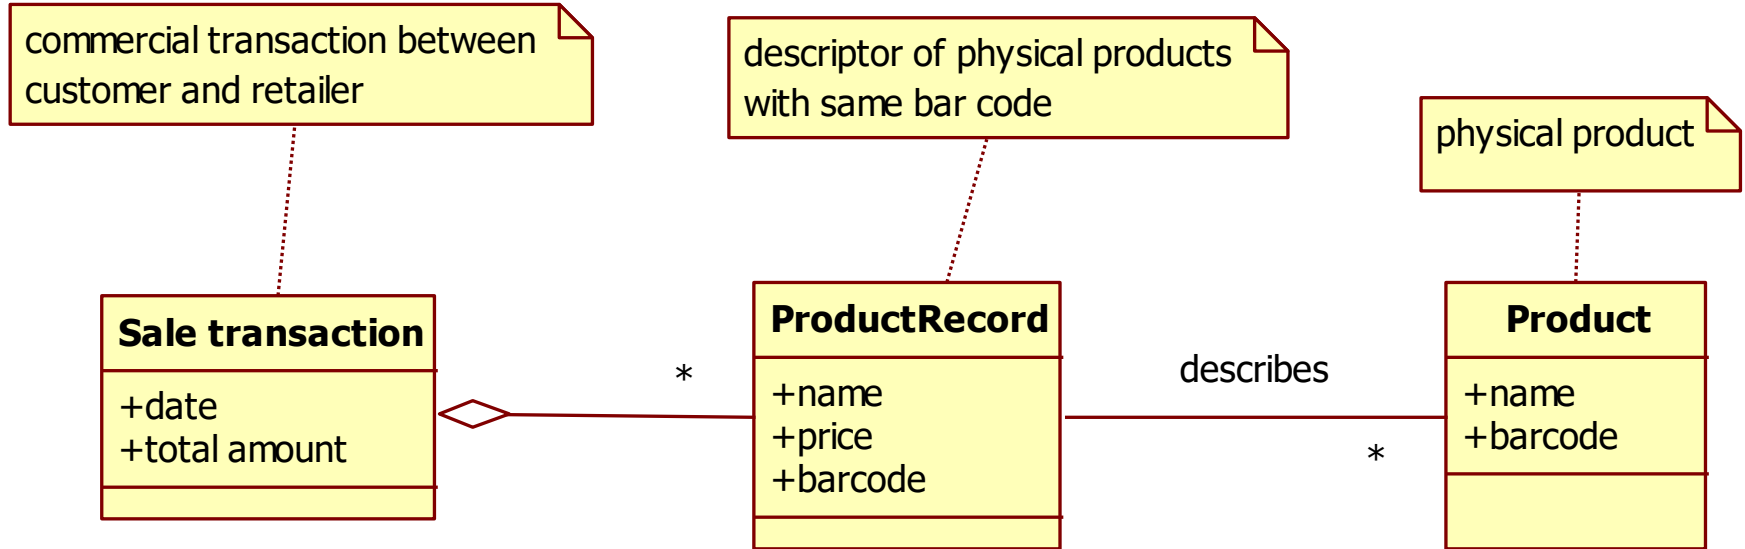 commercial transaction between
customer and retailer
descriptor of physical products
with same bar code
physical product
Sale transaction
+date
+total amount
*
ProductRecord
+name
+price
+barcode
describes
*
Product
+name
+barcode